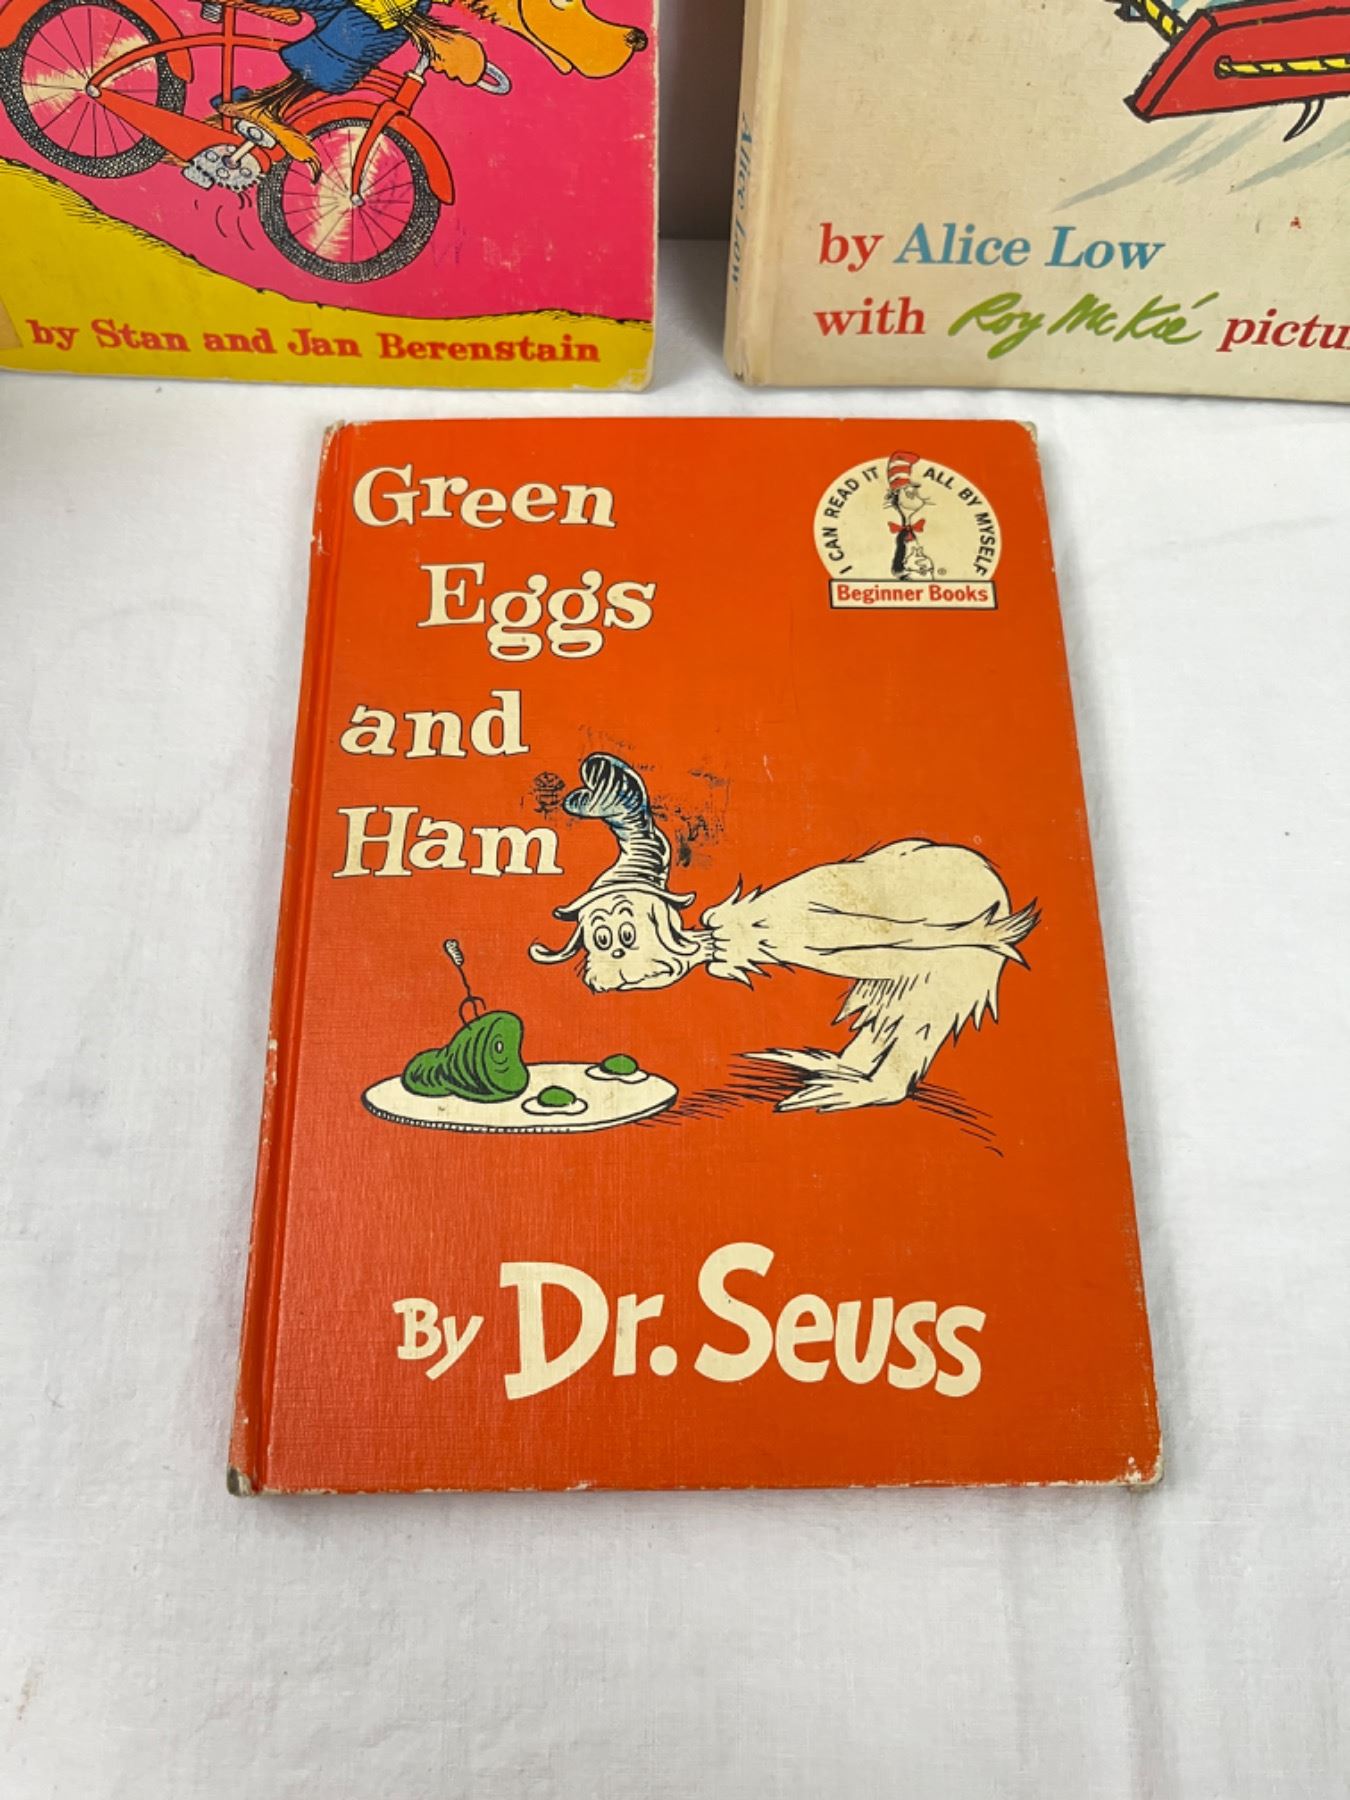 by Stan and Jan Berenstain
Alice Low
by Alice Low
with Roy McKié pictu
Green
Eggs
and
Ham
I CAN READ IT ALL BY MYSELF
Beginner Books
By Dr. Seuss